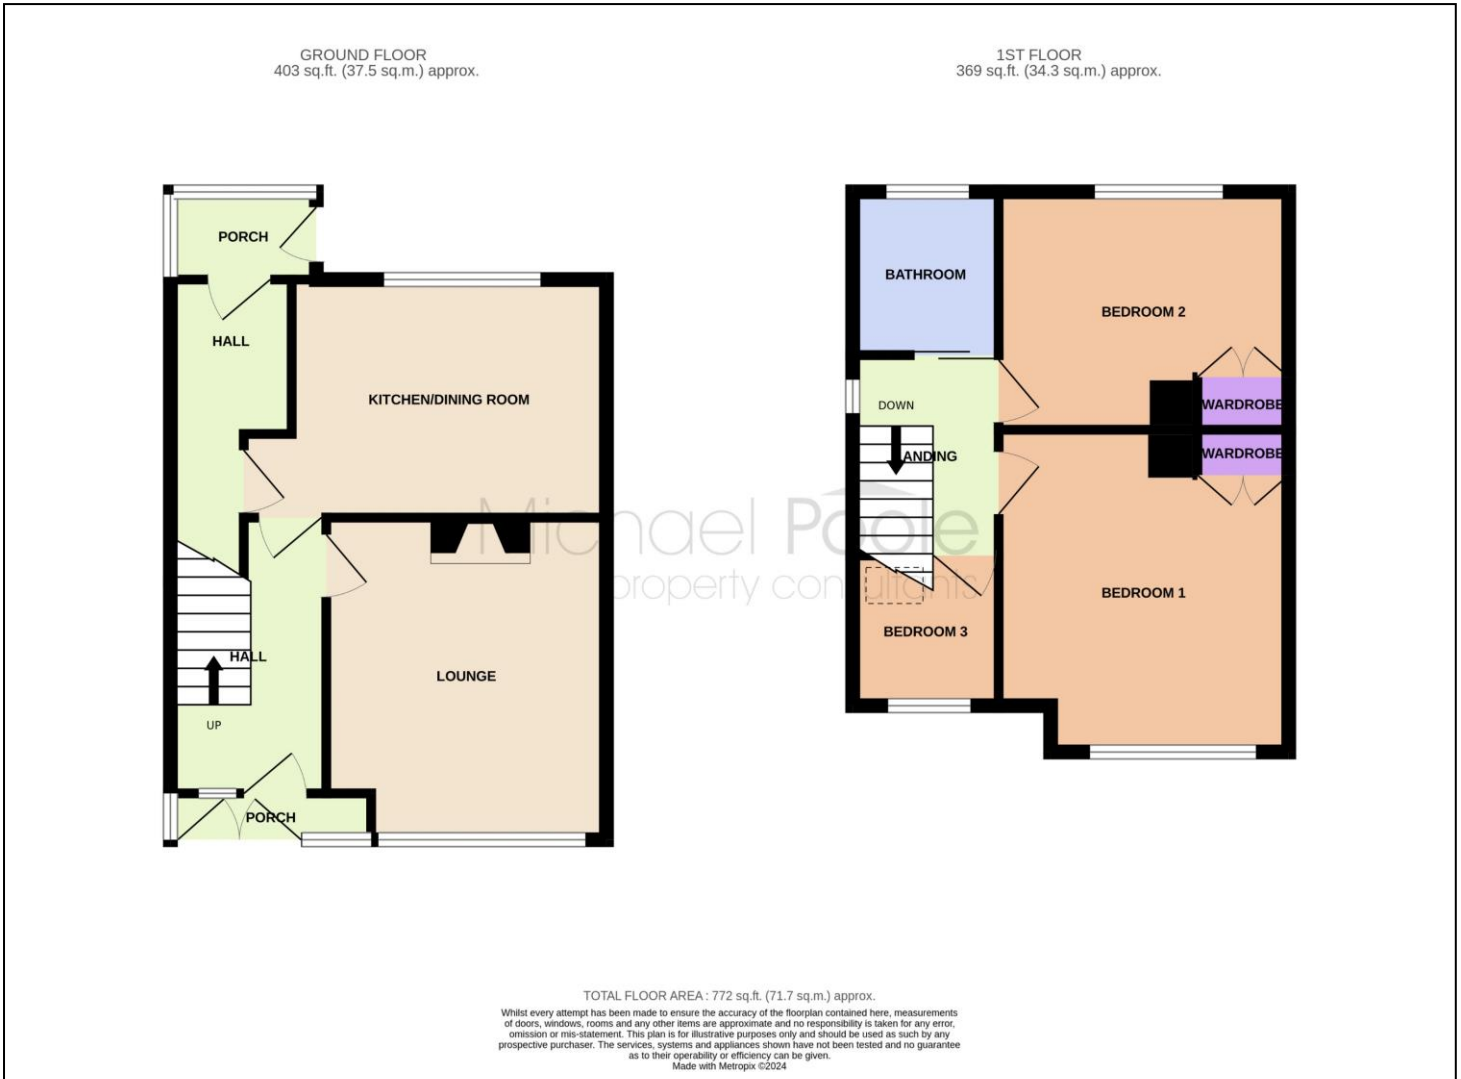 GROUND FLOOR
403 sq.ft. (37.5 sq.m.) approx.
PORCH
HALL
KITCHEN/DINING ROOM
HALL
LOUNGE
UP
PORCH
1ST FLOOR
369 sq.ft. (34.3 sq.m.) approx.
BATHROOM
BEDROOM 2
WARDROBE
DOWN
WARDROBE
LANDING
BEDROOM 1
BEDROOM 3
Michael Poole
property consultants
TOTAL FLOOR AREA : 772 sq.ft. (71.7 sq.m.) approx.
Whilst every attempt has been made to ensure the accuracy of the floorplan contained here, measurements
of doors, windows, rooms and any other items are approximate and no responsibility is taken for any error,
omission or mis-statement. This plan is for illustrative purposes only and should be used as such by any
prospective purchaser. The services, systems and appliances shown have not been tested and no guarantee
as to their operability or efficiency can be given.
Made with Metropix ©2024